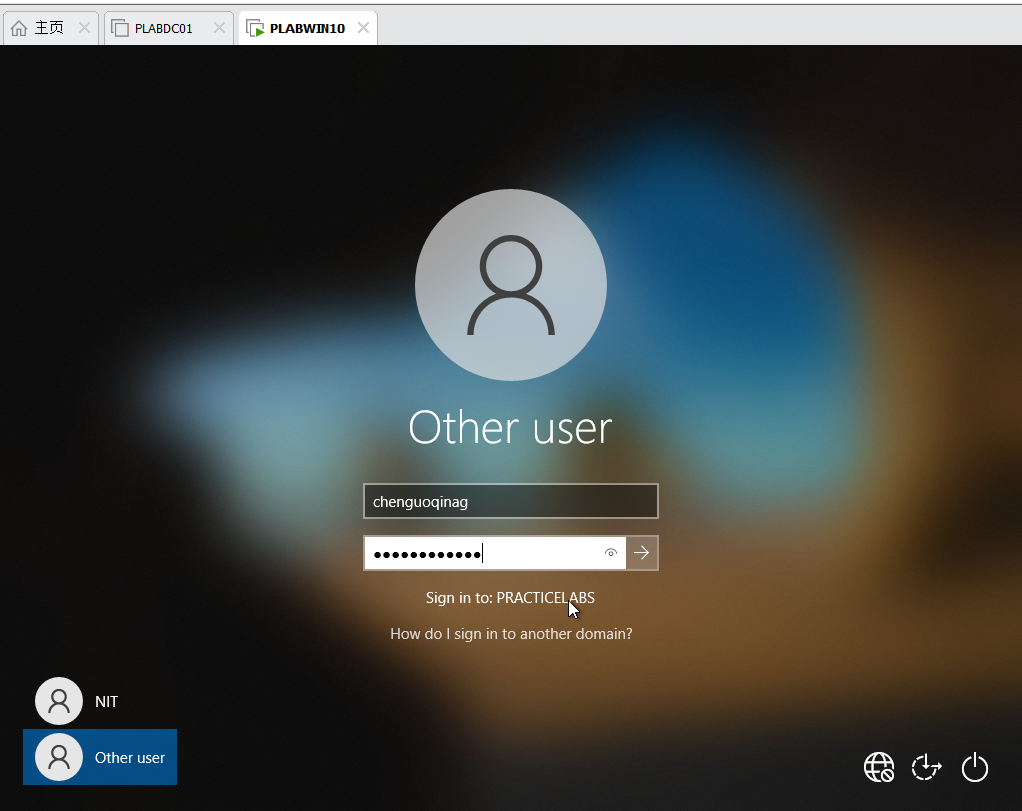 主页
PLABDC01
PLABWIN10
Other user
chenguoqinag
Sign in to: PRACTICELABS
How do I sign in to another domain?
NIT
Other user